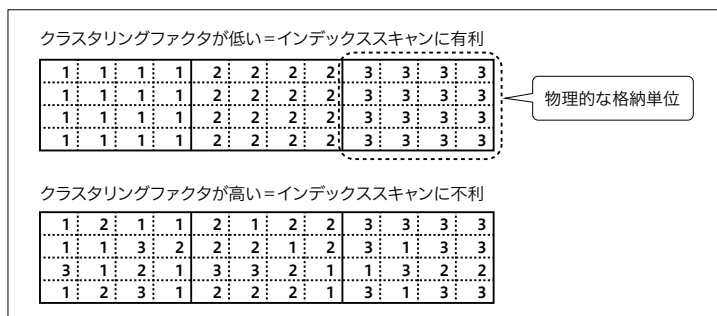 クラスタリングファクタが低い=インデックススキャンに有利
1 1 1 1 2 2 2 2 3 3 3 3
1 1 1 1 2 2 2 2 3 3 3 3
1 1 1 1 2 2 2 2 3 3 3 3
1 1 1 1 2 2 2 2 3 3 3 3
物理的な格納単位
クラスタリングファクタが高い=インデックススキャンに不利
1 2 1 1 2 1 2 2 3 3 3 3
1 1 3 2 2 2 1 2 3 1 3 3
3 1 2 1 3 3 2 1 1 3 2 2
1 2 3 1 2 2 2 1 3 1 3 3